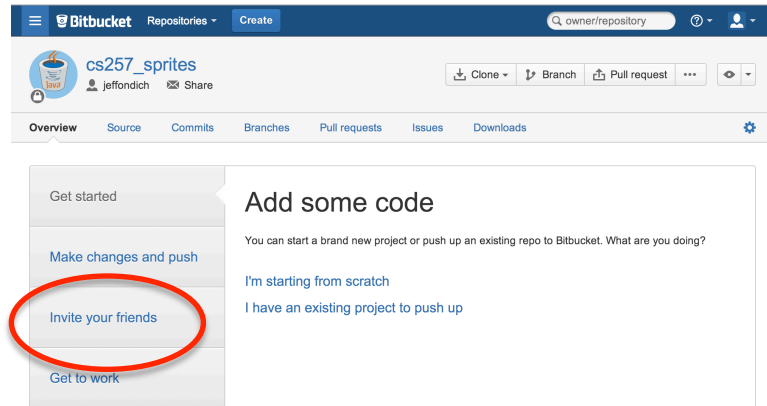 Bitbucket Repositories Create owner/repository
cs257_sprites
jeffondich Share
Clone Branch Pull request
Java
Overview Source Commits Branches Pull requests Issues Downloads
Get started
Make changes and push
Invite your friends
Get to work
Add some code
You can start a brand new project or push up an existing repo to Bitbucket. What are you doing?
I'm starting from scratch
I have an existing project to push up